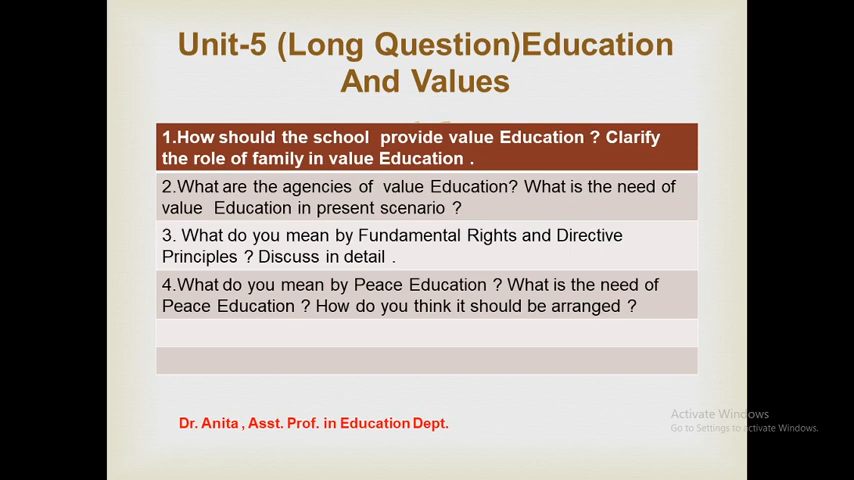 Unit-5 (Long Question)Education
And Values
1.How should the school provide value Education ? Clarify
the role of family in value Education .
2.What are the agencies of value Education? What is the need of
value Education in present scenario ?
3. What do you mean by Fundamental Rights and Directive
Principles ? Discuss in detail .
4.What do you mean by Peace Education ? What is the need of
Peace Education ? How do you think it should be arranged ?
Dr. Anita , Asst. Prof. in Education Dept.
Activate Windows
Go to Settings to activate Windows.